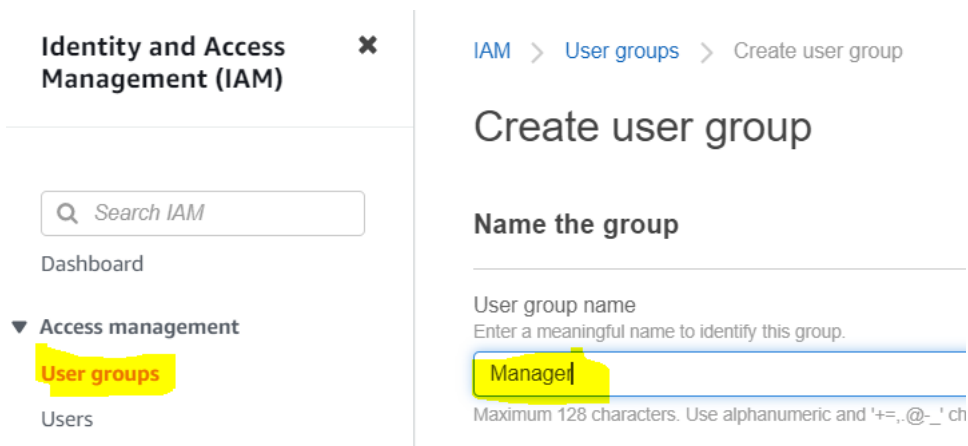 Identity and Access
Management (IAM)
Search IAM
Dashboard
Access management
User groups
Users
IAM > User groups > Create user group
Create user group
Name the group
User group name
Enter a meaningful name to identify this group.
Manager
Maximum 128 characters. Use alphanumeric and '+=,.@-_' ch